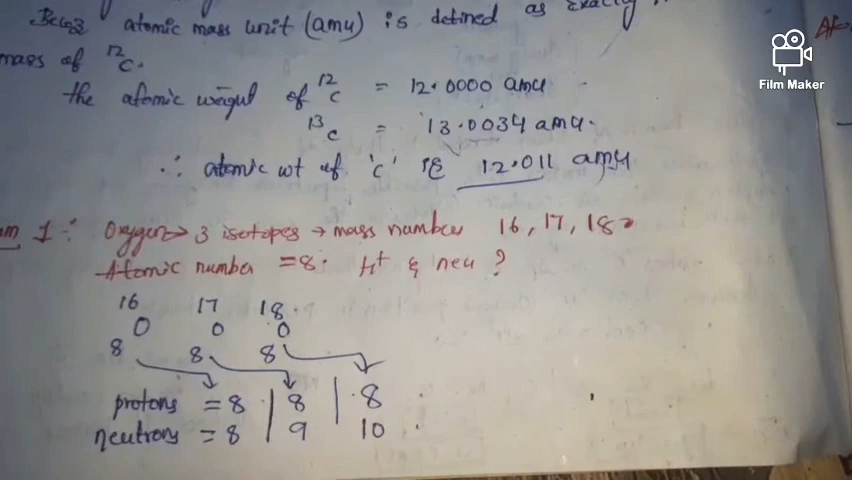 atomic mass unit (amu) is defined as exactly
mass of ¹²C.
the atomic weight of ¹²C = 12.0000 amu
¹³C = 13.0034 amu.
∴ atomic wt of 'C' is 12.011 amu
Film Maker
1 :- Oxygen → 3 isotopes → mass number 16, 17, 18
Atomic number = 8. H⁺ & neu ?
16 17 18
O O O
8 8 8
protons = 8 | 8 | 8
neutrons = 8 | 9 10